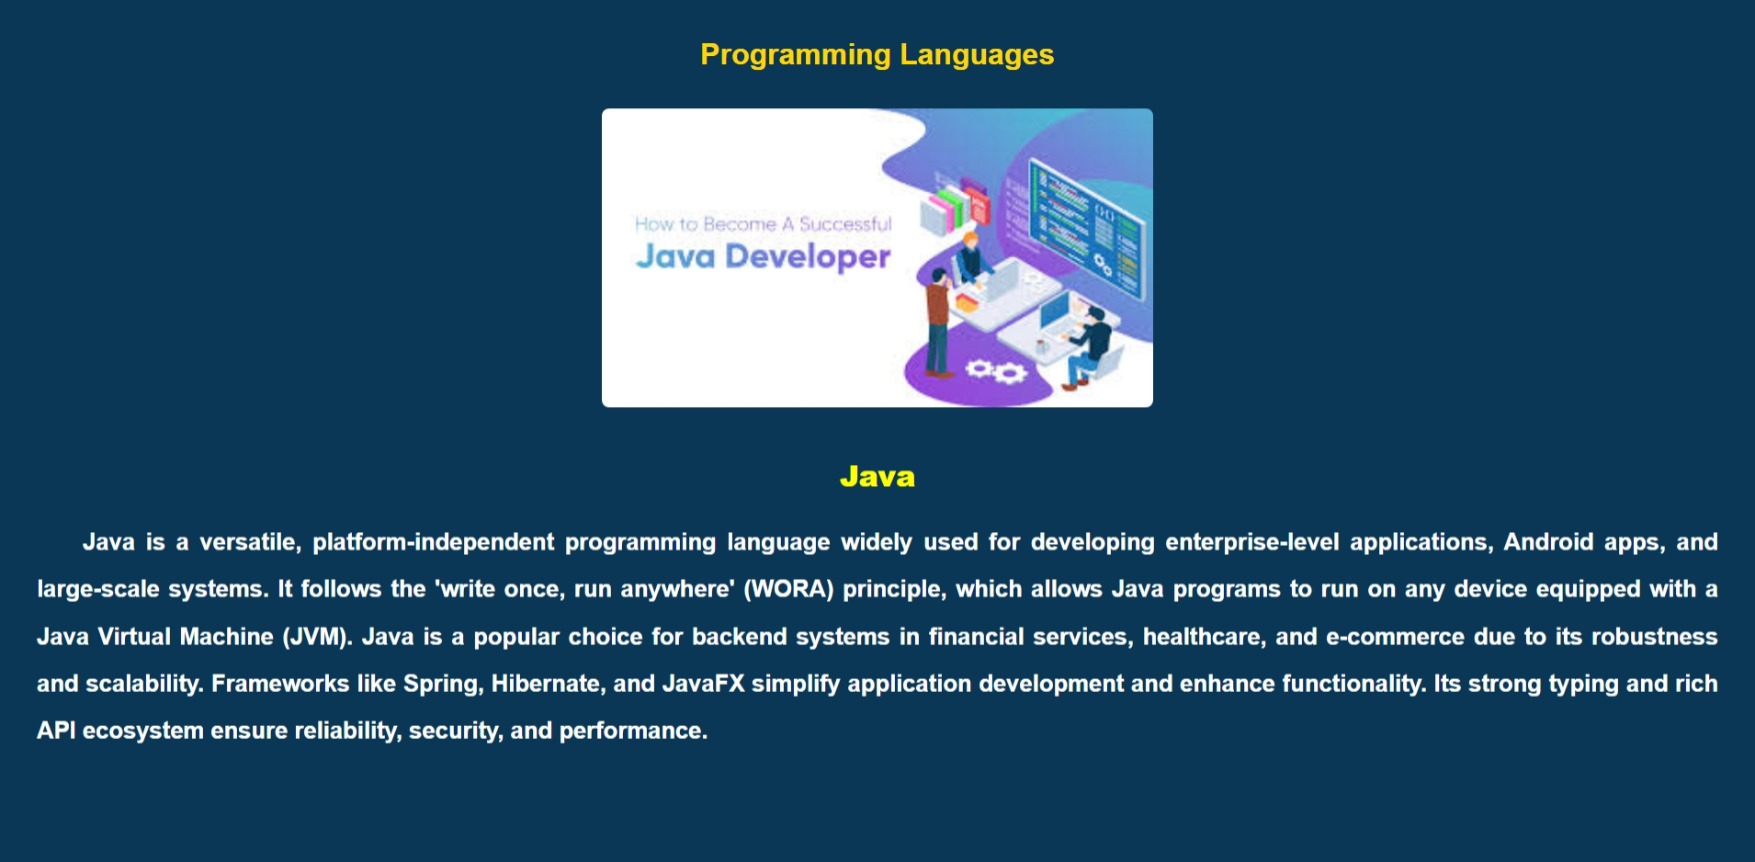 Programming Languages
How to Become A Successful
Java Developer
Java
Java is a versatile, platform-independent programming language widely used for developing enterprise-level applications, Android apps, and
large-scale systems. It follows the 'write once, run anywhere' (WORA) principle, which allows Java programs to run on any device equipped with a
Java Virtual Machine (JVM). Java is a popular choice for backend systems in financial services, healthcare, and e-commerce due to its robustness
and scalability. Frameworks like Spring, Hibernate, and JavaFX simplify application development and enhance functionality. Its strong typing and rich
API ecosystem ensure reliability, security, and performance.